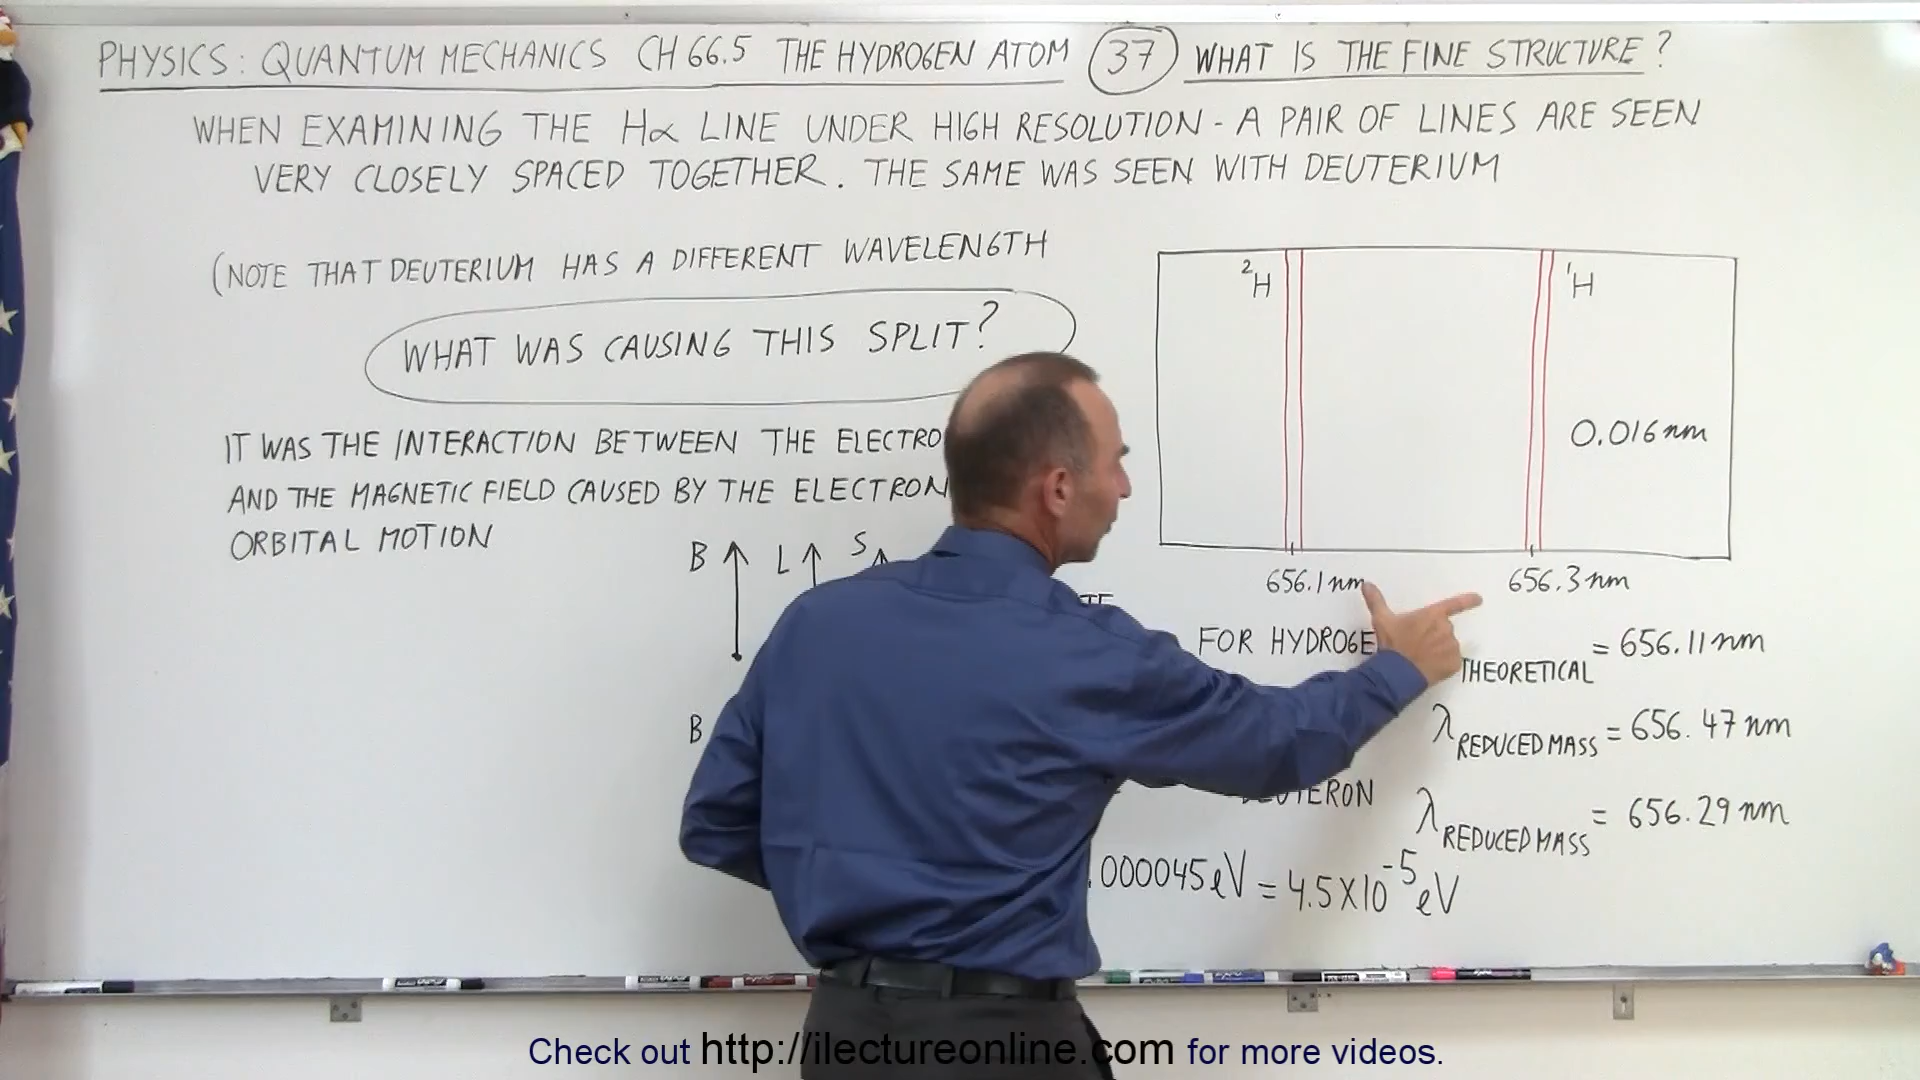 PHYSICS: QUANTUM MECHANICS CH 66.5 THE HYDROGEN ATOM 37 WHAT IS THE FINE STRUCTURE?
WHEN EXAMINING THE Hα LINE UNDER HIGH RESOLUTION - A PAIR OF LINES ARE SEEN
VERY CLOSELY SPACED TOGETHER. THE SAME WAS SEEN WITH DEUTERIUM
(NOTE THAT DEUTERIUM HAS A DIFFERENT WAVELENGTH
WHAT WAS CAUSING THIS SPLIT?
IT WAS THE INTERACTION BETWEEN THE ELECTRO
AND THE MAGNETIC FIELD CAUSED BY THE ELECTRON
ORBITAL MOTION
B L S
B
²H ¹H
0.016 nm
656.1 nm 656.3 nm
FOR HYDROGE
THEORETICAL = 656.11 nm
λ REDUCED MASS = 656.47 nm
λ REDUCED MASS = 656.29 nm
.000045 eV = 4.5 X 10⁻⁵ eV
Check out http://ilectureonline.com for more videos.